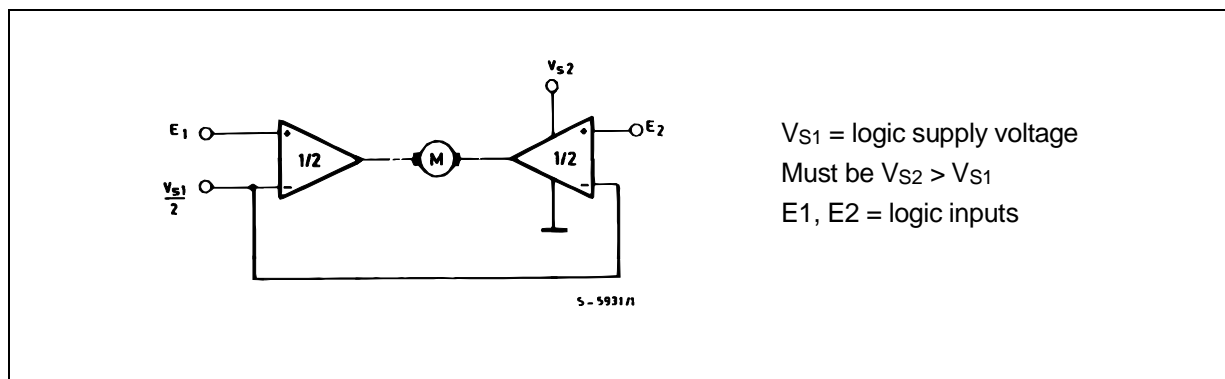 Vs2
E1
+
1/2
M
1/2
+
E2
Vs1
2
-
-
S-5931/1
VS1 = logic supply voltage
Must be VS2 > VS1
E1, E2 = logic inputs